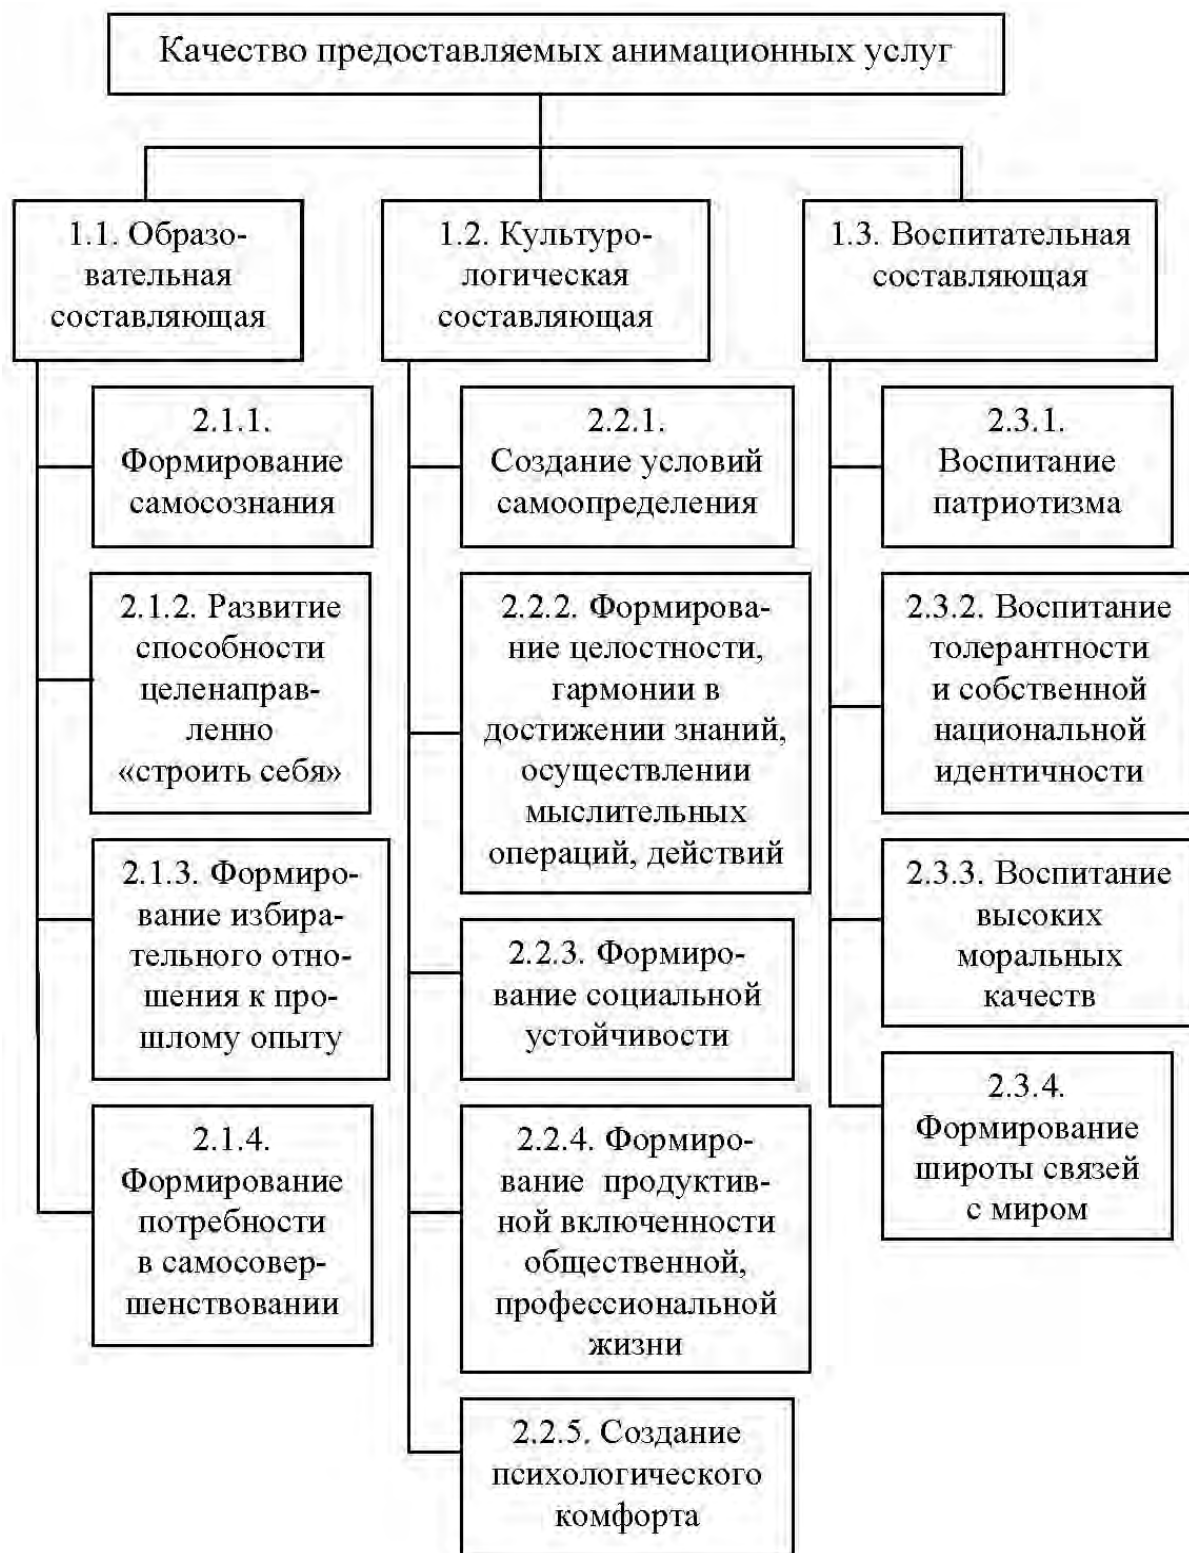 Качество предоставляемых анимационных услуг
1.1. Образо-
вательная
составляющая
1.2. Культуро-
логическая
составляющая
1.3. Воспитательная
составляющая
2.1.1.
Формирование
самосознания
2.1.2. Развитие
способности
целенаправ-
ленно
«строить себя»
2.1.3. Формиро-
вание избира-
тельного отно-
шения к про-
шлому опыту
2.1.4.
Формирование
потребности
в самосовер-
шенствовании
2.2.1.
Создание условий
самоопределения
2.2.2. Формирова-
ние целостности,
гармонии в
достижении знаний,
осуществлении
мыслительных
операций, действий
2.2.3. Формиро-
вание социальной
устойчивости
2.2.4. Формиро-
вание продуктив-
ной включенности
общественной,
профессиональной
жизни
2.2.5. Создание
психологического
комфорта
2.3.1.
Воспитание
патриотизма
2.3.2. Воспитание
толерантности
и собственной
национальной
идентичности
2.3.3. Воспитание
высоких
моральных
качеств
2.3.4.
Формирование
широты связей
с миром